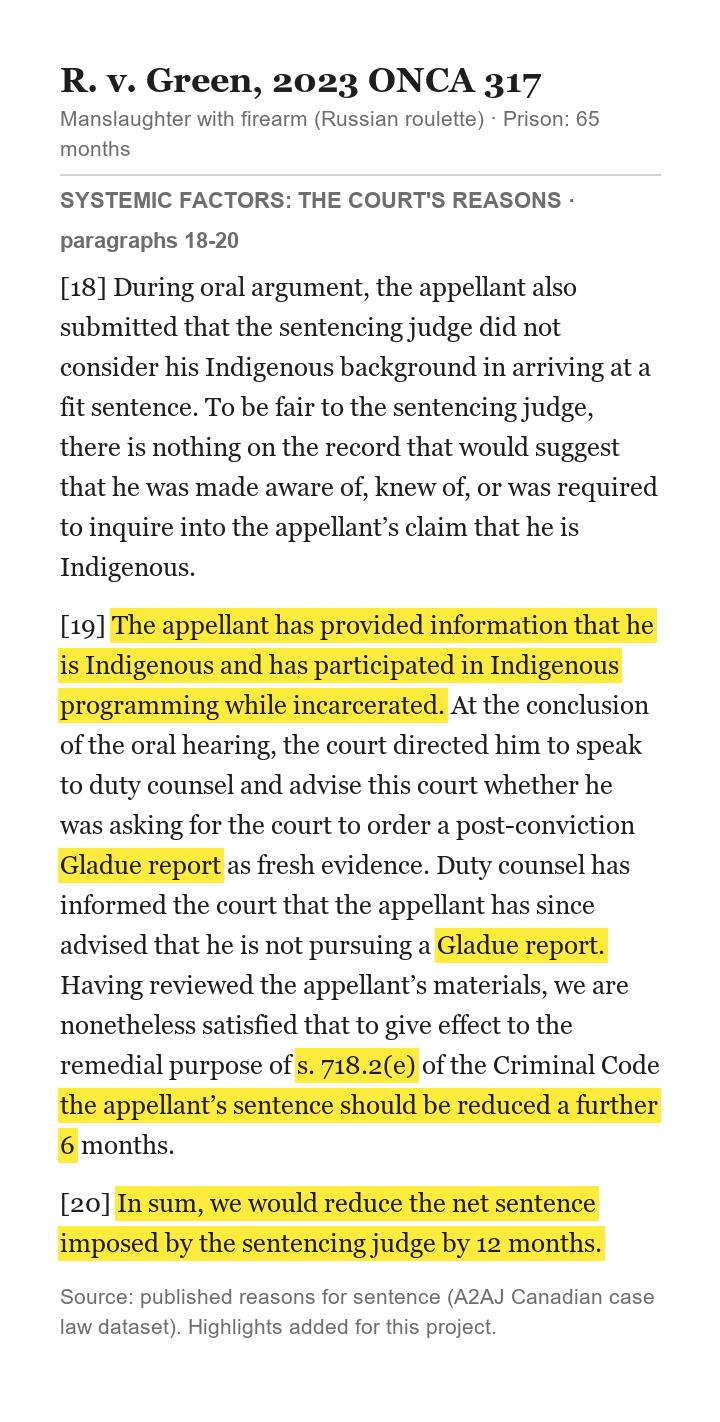 R. v. Green, 2023 ONCA 317
Manslaughter with firearm (Russian roulette) · Prison: 65
months
SYSTEMIC FACTORS: THE COURT'S REASONS ·
paragraphs 18-20
[18] During oral argument, the appellant also
submitted that the sentencing judge did not
consider his Indigenous background in arriving at a
fit sentence. To be fair to the sentencing judge,
there is nothing on the record that would suggest
that he was made aware of, knew of, or was required
to inquire into the appellant’s claim that he is
Indigenous.
[19] The appellant has provided information that he
is Indigenous and has participated in Indigenous
programming while incarcerated. At the conclusion
of the oral hearing, the court directed him to speak
to duty counsel and advise this court whether he
was asking for the court to order a post-conviction
Gladue report as fresh evidence. Duty counsel has
informed the court that the appellant has since
advised that he is not pursuing a Gladue report.
Having reviewed the appellant’s materials, we are
nonetheless satisfied that to give effect to the
remedial purpose of s. 718.2(e) of the Criminal Code
the appellant’s sentence should be reduced a further
6 months.
[20] In sum, we would reduce the net sentence
imposed by the sentencing judge by 12 months.
Source: published reasons for sentence (A2AJ Canadian case
law dataset). Highlights added for this project.